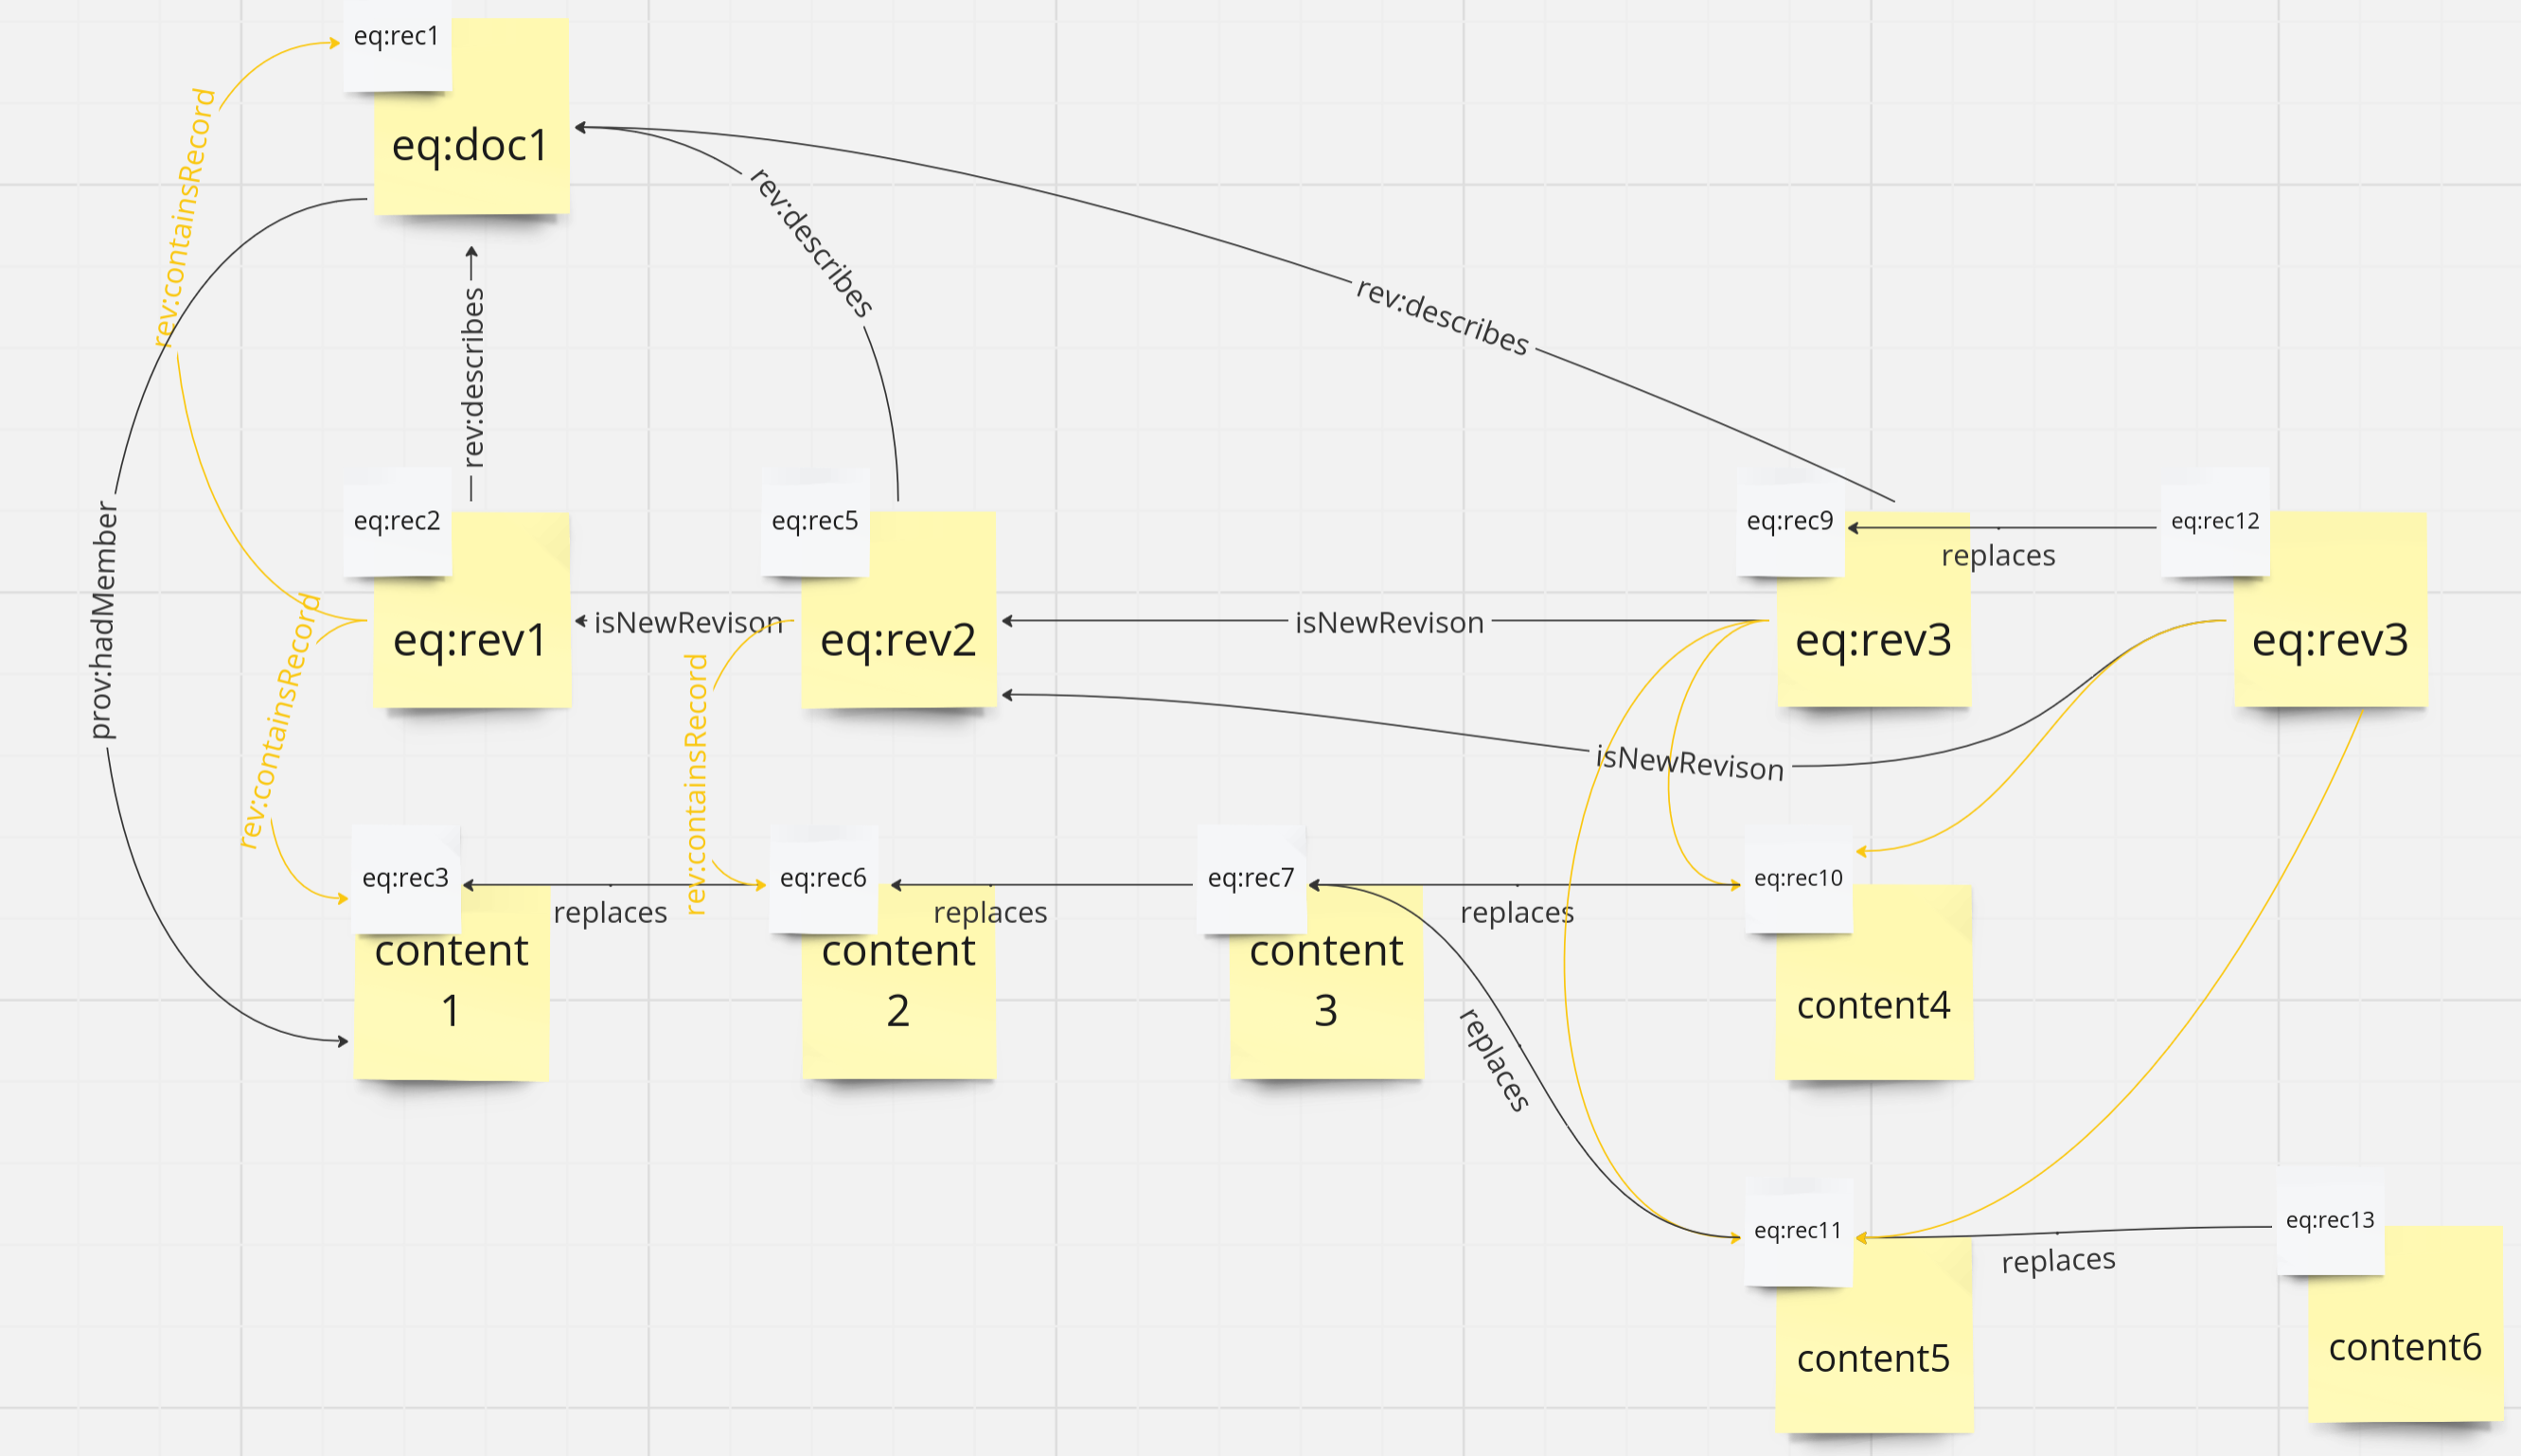 eq:rec1
eq:doc1
rev:containsRecord
rev:describes
rev:describes
rev:describes
prov:hadMember
eq:rec2
eq:rev1
eq:rec5
eq:rev2
eq:rec9
eq:rev3
eq:rec12
eq:rev3
replaces
isNewRevison
isNewRevison
isNewRevison
rev:containsRecord
rev:containsRecord
eq:rec3
content
1
replaces
eq:rec6
content
2
replaces
eq:rec7
content
3
replaces
replaces
eq:rec10
content4
eq:rec11
content5
replaces
eq:rec13
content6